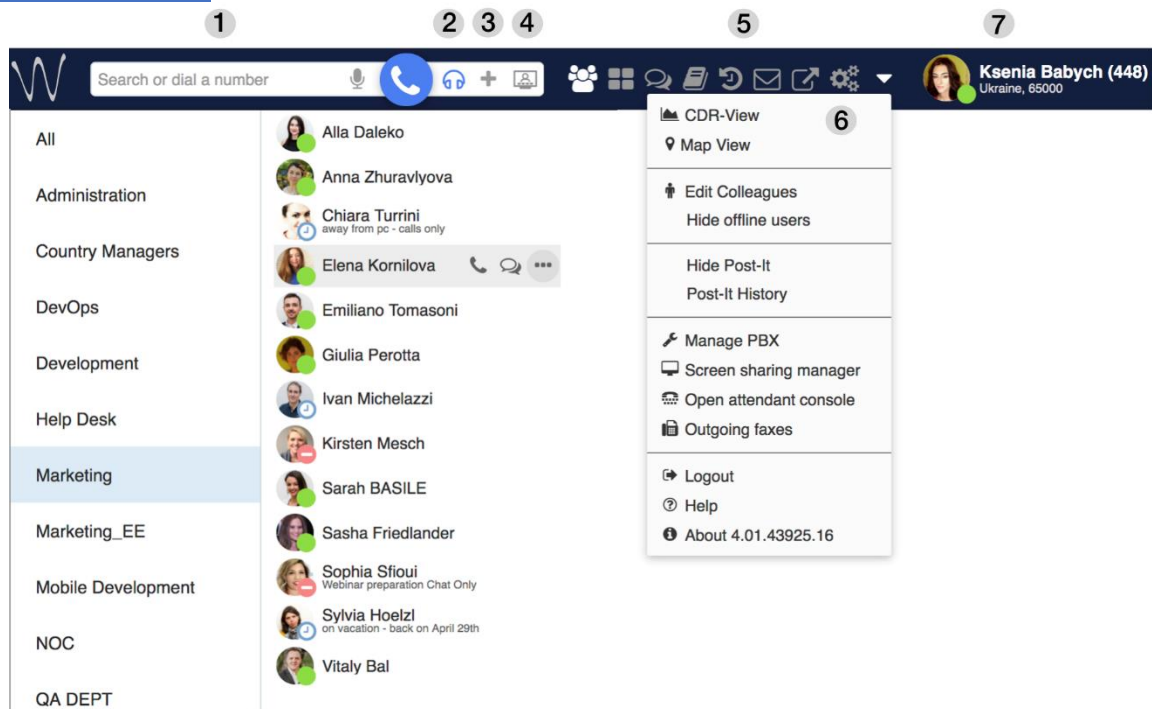 1 2 3 4 5 7
Search or dial a number
Ksenia Babych (448)
Ukraine, 65000
All
Administration
Country Managers
DevOps
Development
Help Desk
Marketing
Marketing_EE
Mobile Development
NOC
QA DEPT
Alla Daleko
Anna Zhuravlyova
Chiara Turrini
away from pc - calls only
Elena Kornilova
Emiliano Tomasoni
Giulia Perotta
Ivan Michelazzi
Kirsten Mesch
Sarah BASILE
Sasha Friedlander
Sophia Sfioui
Webinar preparation Chat Only
Sylvia Hoelzl
on vacation - back on April 29th
Vitaly Bal
CDR-View
6
Map View
Edit Colleagues
Hide offline users
Hide Post-It
Post-It History
Manage PBX
Screen sharing manager
Open attendant console
Outgoing faxes
Logout
Help
About 4.01.43925.16